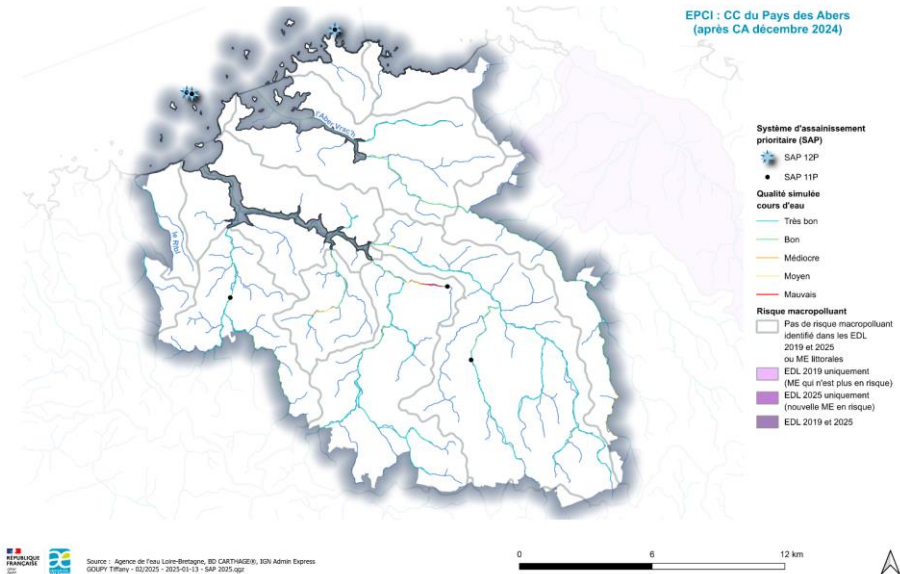 EPCI : CC du Pays des Abers
(après CA décembre 2024)
l'Aber Vrac'h
le Ribl
Système d'assainissement
prioritaire (SAP)
SAP 12P
SAP 11P
Qualité simulée
cours d'eau
Très bon
Bon
Médiocre
Moyen
Mauvais
Risque macropolluant
Pas de risque macropolluant
identifié dans les EDL
2019 et 2025
ou ME littorales
EDL 2019 uniquement
(ME qui n'est plus en risque)
EDL 2025 uniquement
(nouvelle ME en risque)
EDL 2019 et 2025
RÉPUBLIQUE
FRANÇAISE
Source : Agence de l'eau Loire-Bretagne, BD CARTHAGE®, IGN Admin Express
GOUPY Tiffany - 02/2025 - 2025-01-13 - SAP 2025.qgz
0
6
12 km